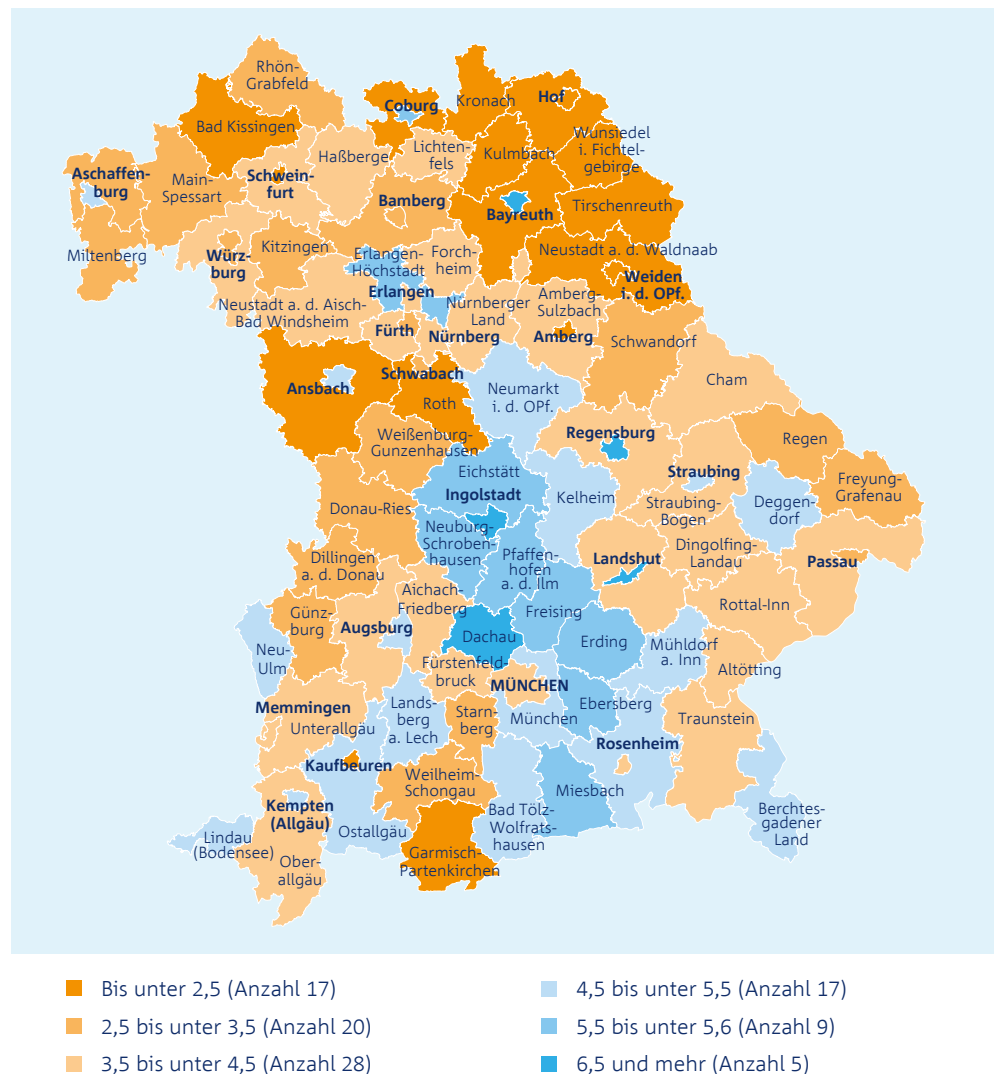 Rhön-
Grabfeld
Coburg
Kronach
Hof
Bad Kissingen
Wunsiedel
i. Fichtel-
gebirge
Lichten-
fels
Kulmbach
Haßberge
Aschaffen-
burg
Main-
Spessart
Schwein-
furt
Bamberg
Bayreuth
Tirschenreuth
Miltenberg
Würz-
burg
Kitzingen
Erlangen-
Höchstadt
Forch-
heim
Neustadt a. d. Waldnaab
Weiden
i. d. OPf.
Erlangen
Neustadt a. d. Aisch-
Bad Windsheim
Nürnberger
Land
Amberg-
Sulzbach
Fürth
Nürnberg
Amberg
Schwandorf
Ansbach
Schwabach
Roth
Neumarkt
i. d. OPf.
Cham
Weißenburg-
Gunzenhausen
Regensburg
Regen
Eichstätt
Ingolstadt
Kelheim
Straubing
Freyung-
Grafenau
Donau-Ries
Straubing-
Bogen
Deggen-
dorf
Neuburg-
Schroben-
hausen
Pfaffen-
hofen
a. d. Ilm
Landshut
Dingolfing-
Landau
Passau
Dillingen
a. d. Donau
Aichach-
Friedberg
Freising
Rottal-Inn
Günz-
burg
Augsburg
Dachau
Erding
Mühldorf
a. Inn
Neu-
Ulm
Fürstenfeld-
bruck
MÜNCHEN
Altötting
Memmingen
Unterallgäu
Lands-
berg
a. Lech
Starn-
berg
München
Ebersberg
Traunstein
Rosenheim
Kaufbeuren
Weilheim-
Schongau
Miesbach
Kempten
(Allgäu)
Ostallgäu
Bad Tölz-
Wolfrats-
hausen
Berchtes-
gadener
Land
Lindau
(Bodensee)
Ober-
allgäu
Garmisch-
Partenkirchen
Bis unter 2,5 (Anzahl 17)
2,5 bis unter 3,5 (Anzahl 20)
3,5 bis unter 4,5 (Anzahl 28)
4,5 bis unter 5,5 (Anzahl 17)
5,5 bis unter 5,6 (Anzahl 9)
6,5 und mehr (Anzahl 5)